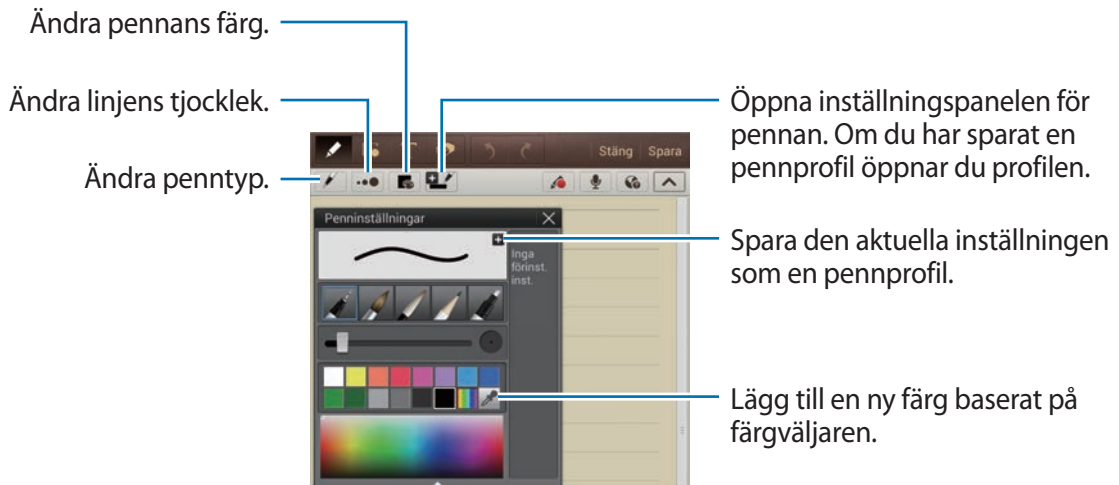 Ändra pennans färg.
Ändra linjens tjocklek.
Ändra penntyp.
Öppna inställningspanelen för
pennan. Om du har sparat en
pennprofil öppnar du profilen.
Spara den aktuella inställningen
som en pennprofil.
Lägg till en ny färg baserat på
färgväljaren.
Stäng Spara
Penninställningar
Inga
förinst.
inst.